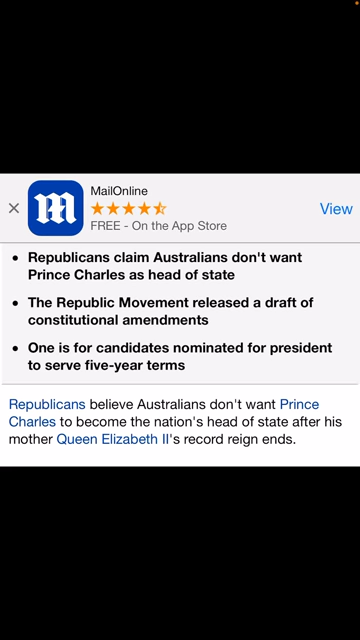 MailOnline
FREE - On the App Store
View
• Republicans claim Australians don't want
Prince Charles as head of state
• The Republic Movement released a draft of
constitutional amendments
• One is for candidates nominated for president
to serve five-year terms
Republicans believe Australians don't want Prince
Charles to become the nation's head of state after his
mother Queen Elizabeth II's record reign ends.